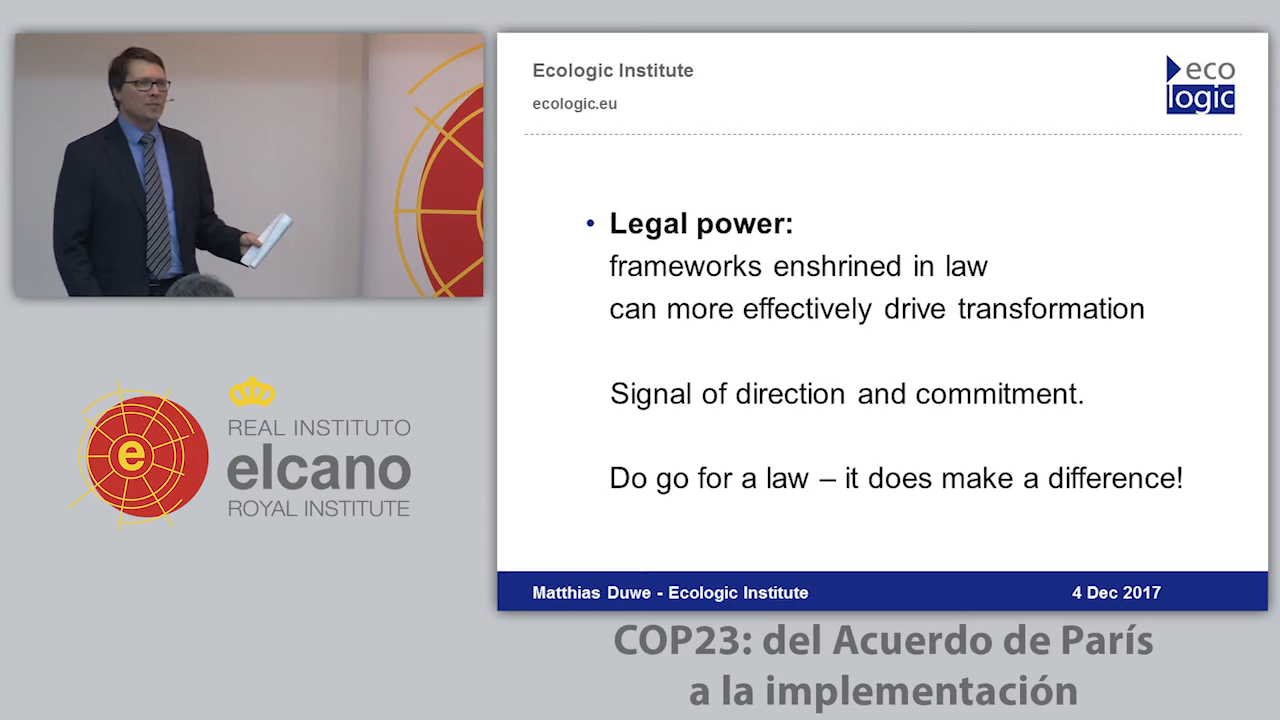 Ecologic Institute
ecologic.eu
eco
logic
• Legal power:
frameworks enshrined in law
can more effectively drive transformation
Signal of direction and commitment.
Do go for a law – it does make a difference!
Matthias Duwe - Ecologic Institute
4 Dec 2017
e
REAL INSTITUTO
elcano
ROYAL INSTITUTE
COP23: del Acuerdo de París
a la implementación